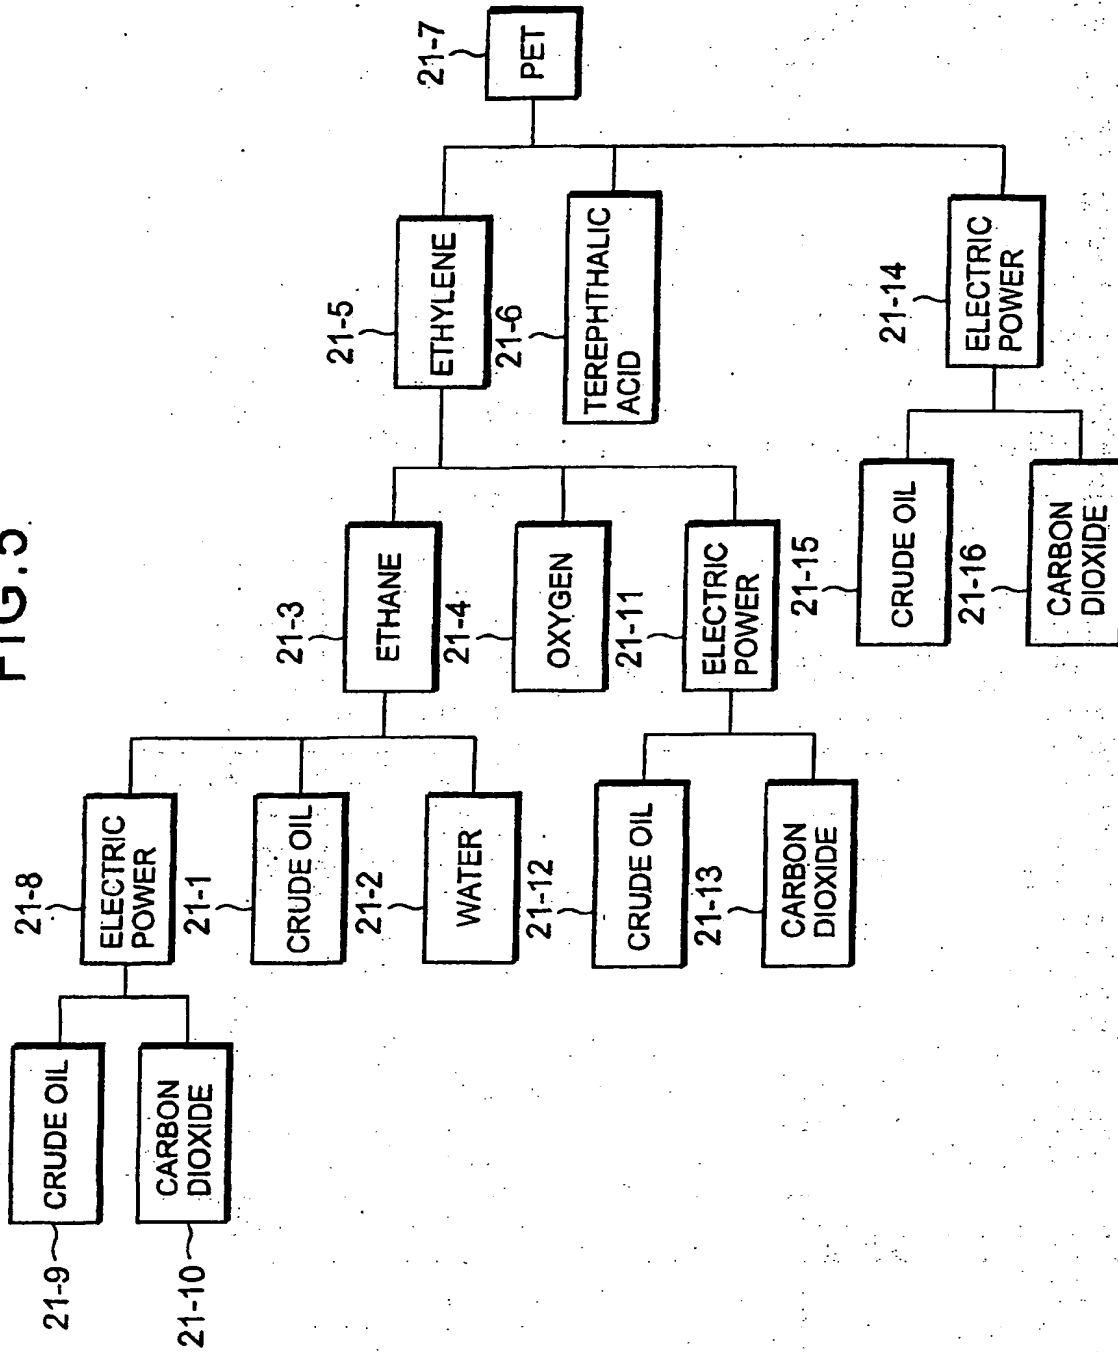 FIG.5
21-9
CRUDE OIL
21-10
CARBON
DIOXIDE
21-8
ELECTRIC
POWER
21-1
CRUDE OIL
21-2
WATER
21-3
ETHANE
21-4
OXYGEN
21-12
CRUDE OIL
21-13
CARBON
DIOXIDE
21-11
ELECTRIC
POWER
21-5
ETHYLENE
21-6
TEREPHTHALIC
ACID
21-7
PET
21-15
CRUDE OIL
21-16
CARBON
DIOXIDE
21-14
ELECTRIC
POWER